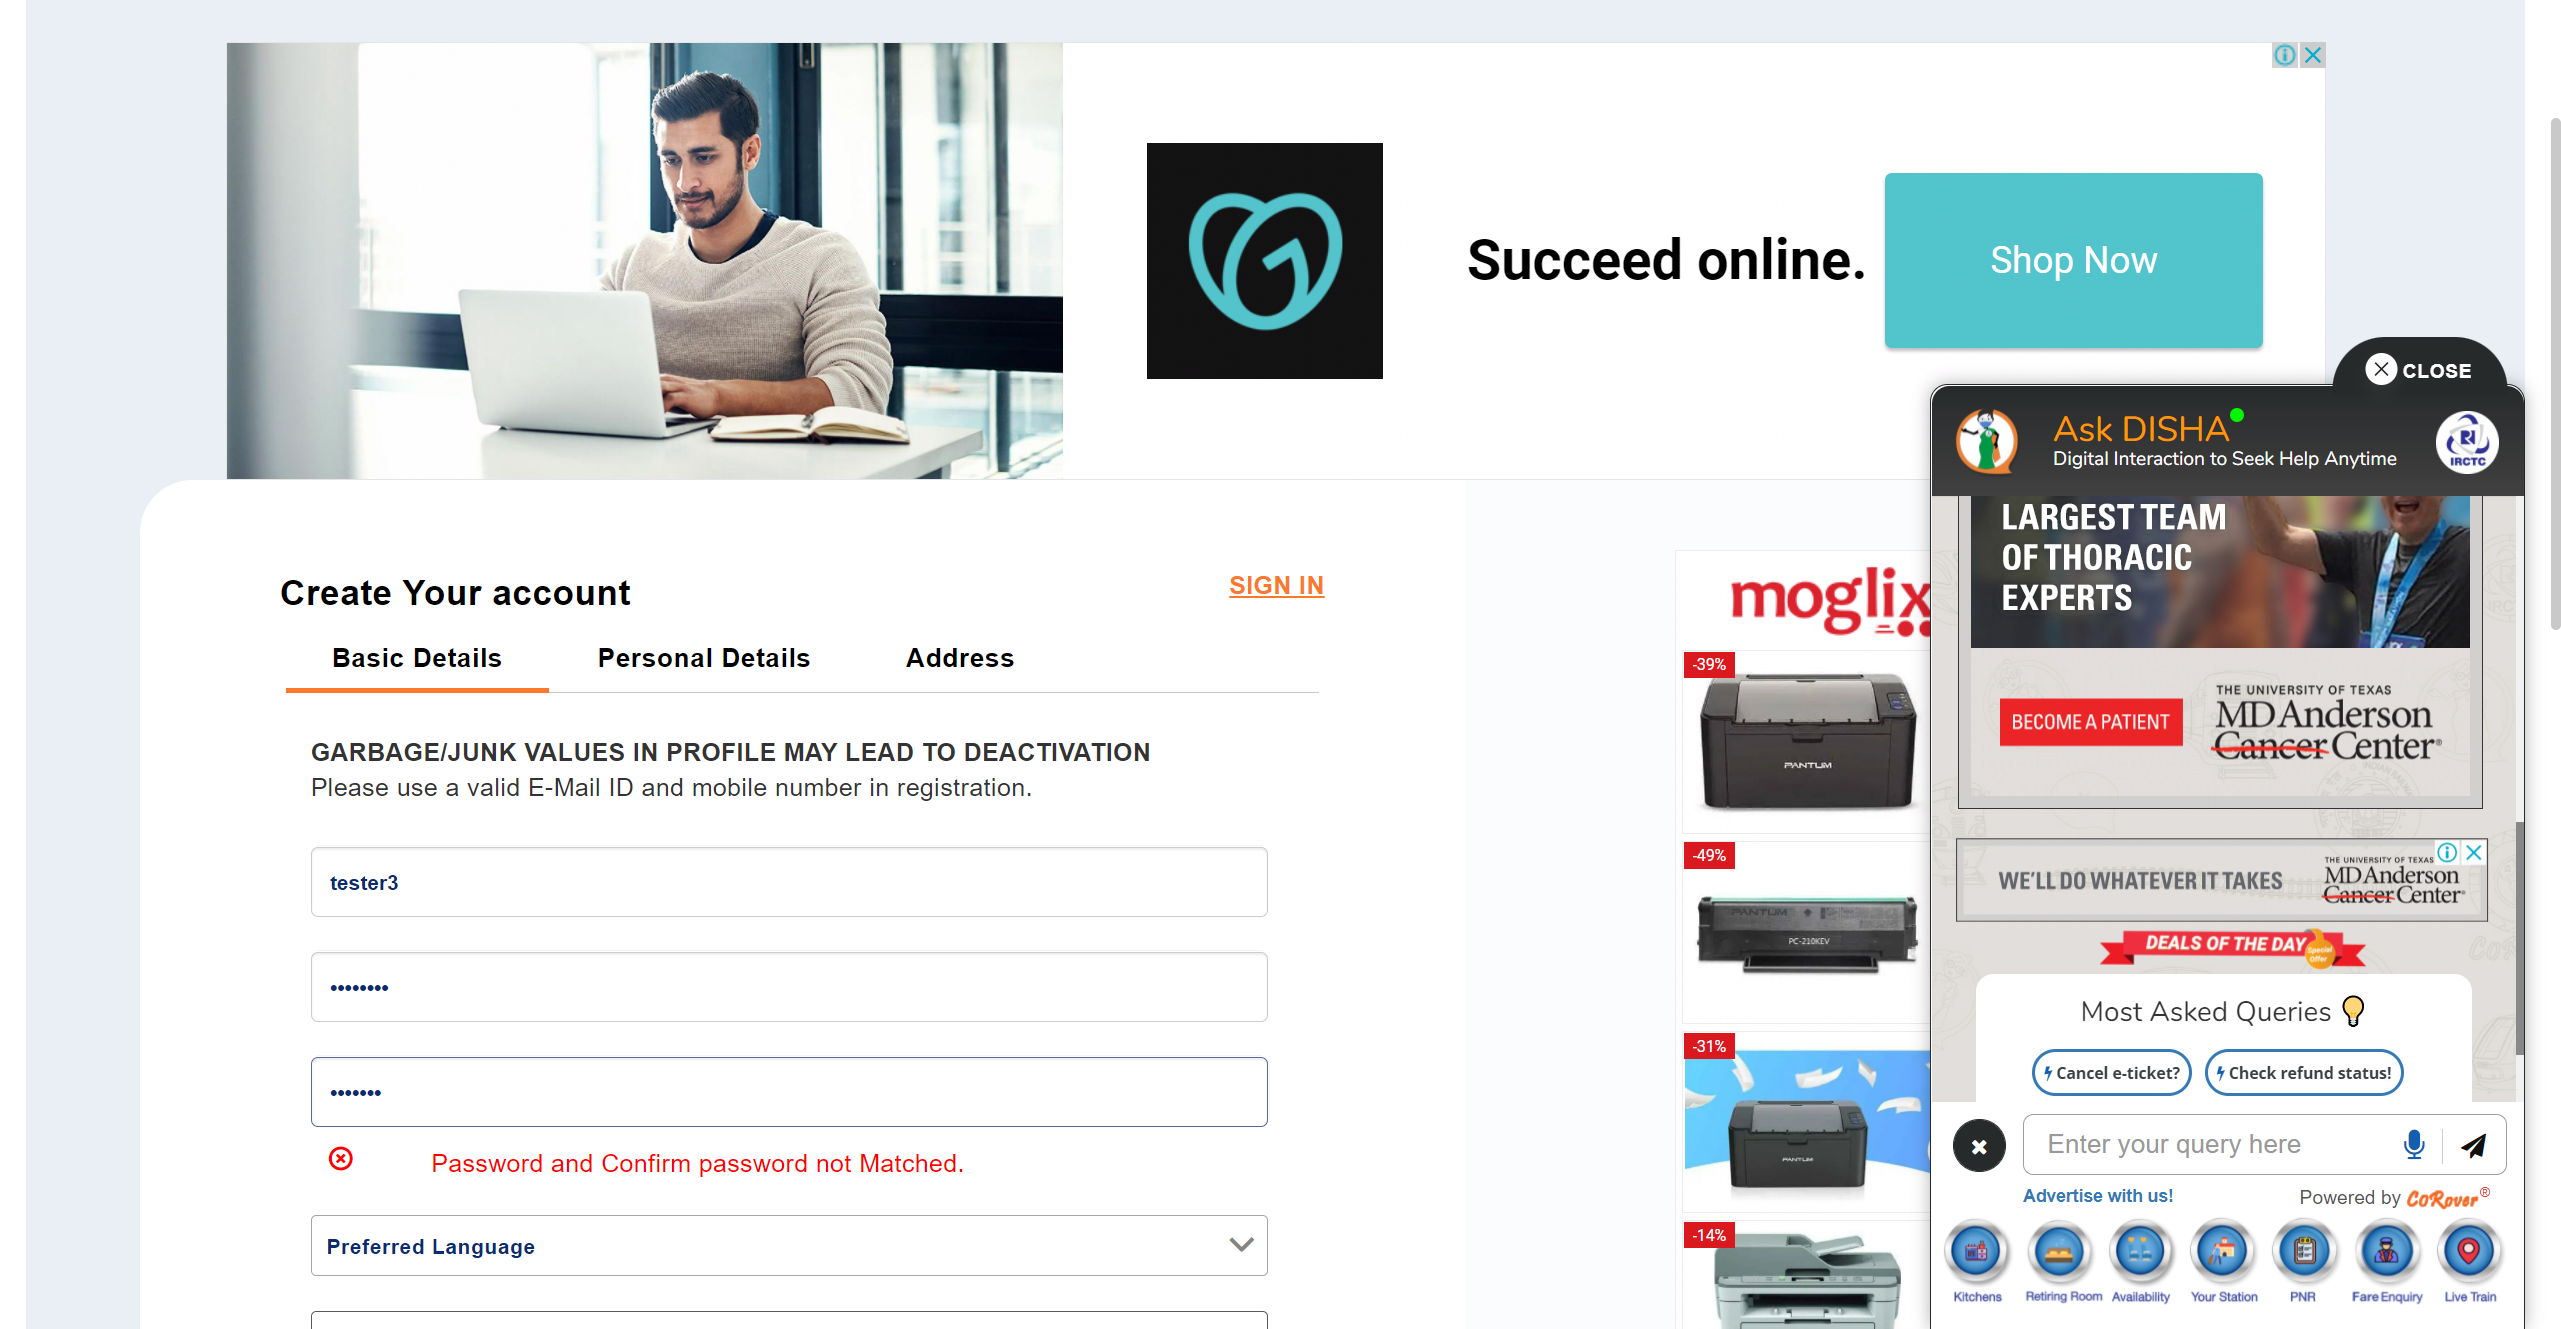 Succeed online.
Shop Now
CLOSE
Ask DISHA
Digital Interaction to Seek Help Anytime
IRCTC
LARGEST TEAM
OF THORACIC
EXPERTS
BECOME A PATIENT
THE UNIVERSITY OF TEXAS
MD Anderson
Cancer Center
WE'LL DO WHATEVER IT TAKES
THE UNIVERSITY OF TEXAS
MD Anderson
Cancer Center
DEALS OF THE DAY
Special
Offer
Most Asked Queries
Cancel e-ticket?
Check refund status!
Enter your query here
Advertise with us!
Powered by CoRover®
Kitchens
Retiring Room
Availability
Your Station
PNR
Fare Enquiry
Live Train
Create Your account
SIGN IN
Basic Details
Personal Details
Address
GARBAGE/JUNK VALUES IN PROFILE MAY LEAD TO DEACTIVATION
Please use a valid E-Mail ID and mobile number in registration.
tester3
••••••••
•••••••
Password and Confirm password not Matched.
Preferred Language
moglix
-39%
PANTUM
-49%
PANTUM
PC-210KEV
-31%
PANTUM
-14%